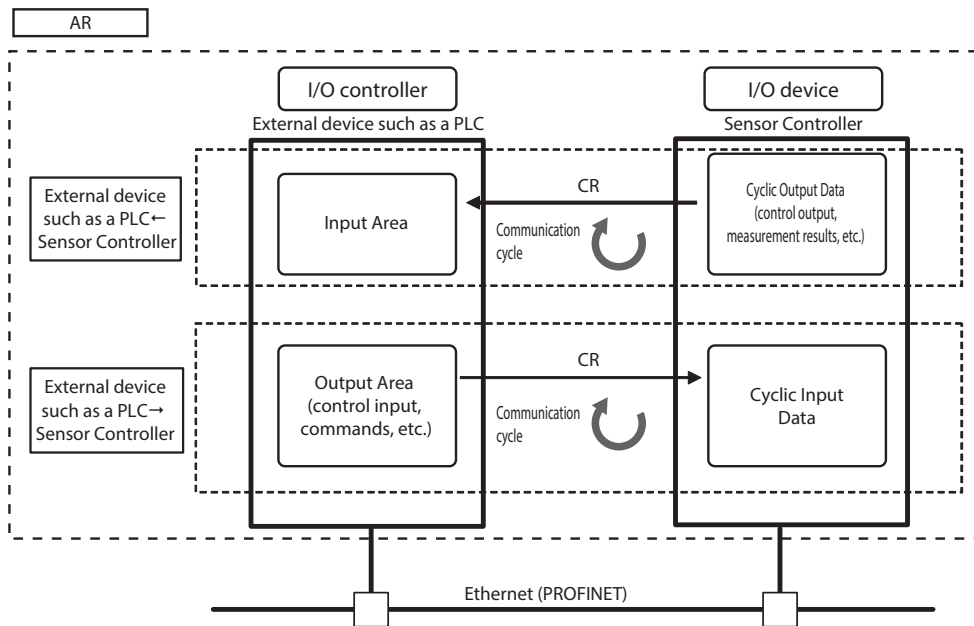 AR
I/O controller
External device such as a PLC
I/O device
Sensor Controller
External device
such as a PLC←
Sensor Controller
Input Area
CR
Communication
cycle
Cyclic Output Data
(control output,
measurement results, etc.)
External device
such as a PLC→
Sensor Controller
Output Area
(control input,
commands, etc.)
CR
Communication
cycle
Cyclic Input
Data
Ethernet (PROFINET)